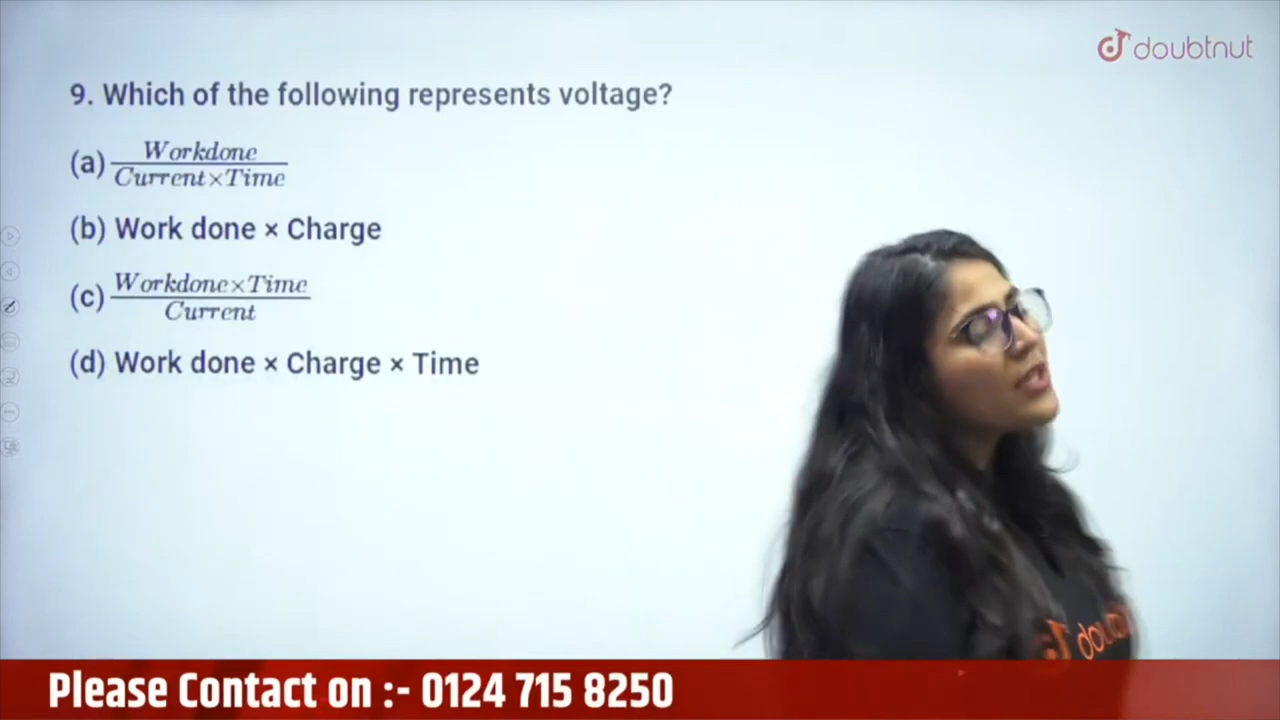 doubtnut
9. Which of the following represents voltage?
(a) Workdone / Current×Time
(b) Work done × Charge
(c) Workdone×Time / Current
(d) Work done × Charge × Time
Please Contact on :- 0124 715 8250